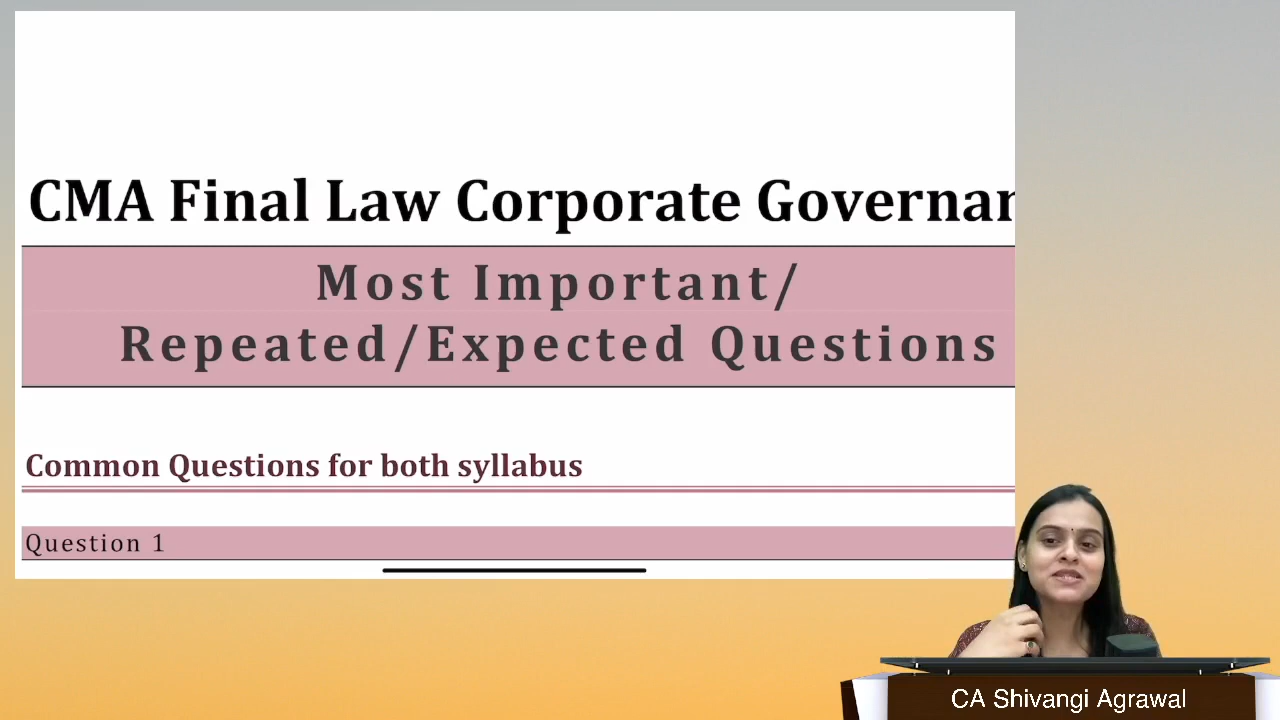 CMA Final Law Corporate Governan
Most Important/
Repeated/Expected Questions
Common Questions for both syllabus
Question 1
CA Shivangi Agrawal